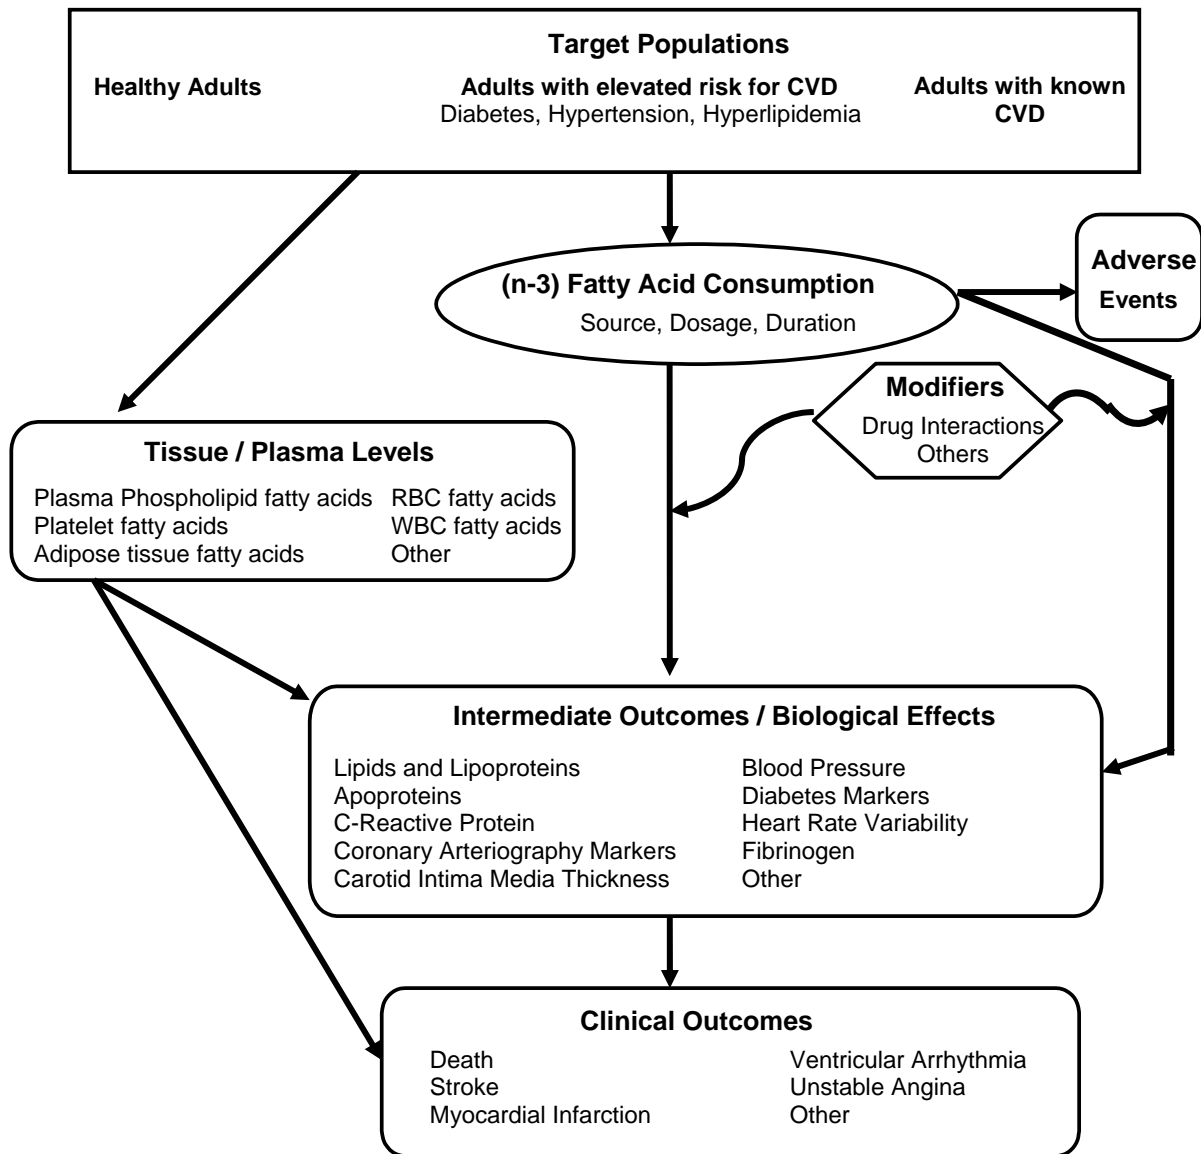 Target Populations
Healthy Adults
Adults with elevated risk for CVD
Diabetes, Hypertension, Hyperlipidemia
Adults with known
CVD
(n-3) Fatty Acid Consumption
Source, Dosage, Duration
Adverse
Events
Modifiers
Drug Interactions
Others
Tissue / Plasma Levels
Plasma Phospholipid fatty acids
Platelet fatty acids
Adipose tissue fatty acids
RBC fatty acids
WBC fatty acids
Other
Intermediate Outcomes / Biological Effects
Lipids and Lipoproteins
Apoproteins
C-Reactive Protein
Coronary Arteriography Markers
Carotid Intima Media Thickness
Blood Pressure
Diabetes Markers
Heart Rate Variability
Fibrinogen
Other
Clinical Outcomes
Death
Stroke
Myocardial Infarction
Ventricular Arrhythmia
Unstable Angina
Other